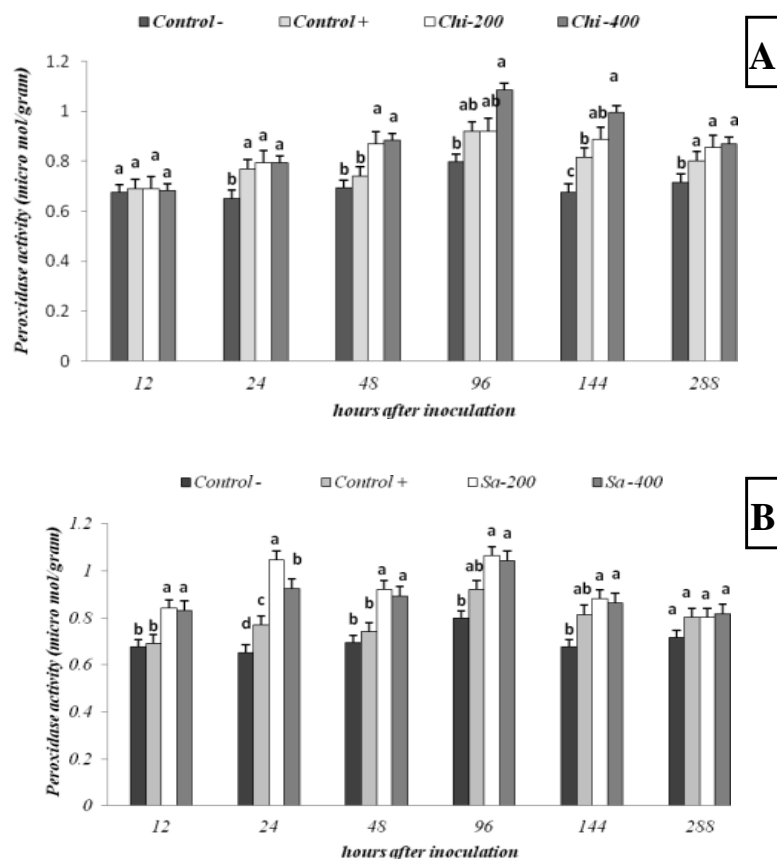 Control - Control + Chi-200 Chi-400
A
Peroxidase activity (micro mol/gram)
1.2
1
0.8
0.6
0.4
0.2
0
a a a a
b a a a
b b a a
b ab ab a
c b ab a
b a a a
12 24 48 96 144 288
hours after inoculation
Control - Control + Sa-200 Sa-400
B
Peroxidase activity (micro mol/gram)
1.2
1
0.8
0.6
0.4
0.2
0
b b a a
d c a b
b b a a
b ab a a
b ab a a
a a a a
12 24 48 96 144 288
hours after inoculation